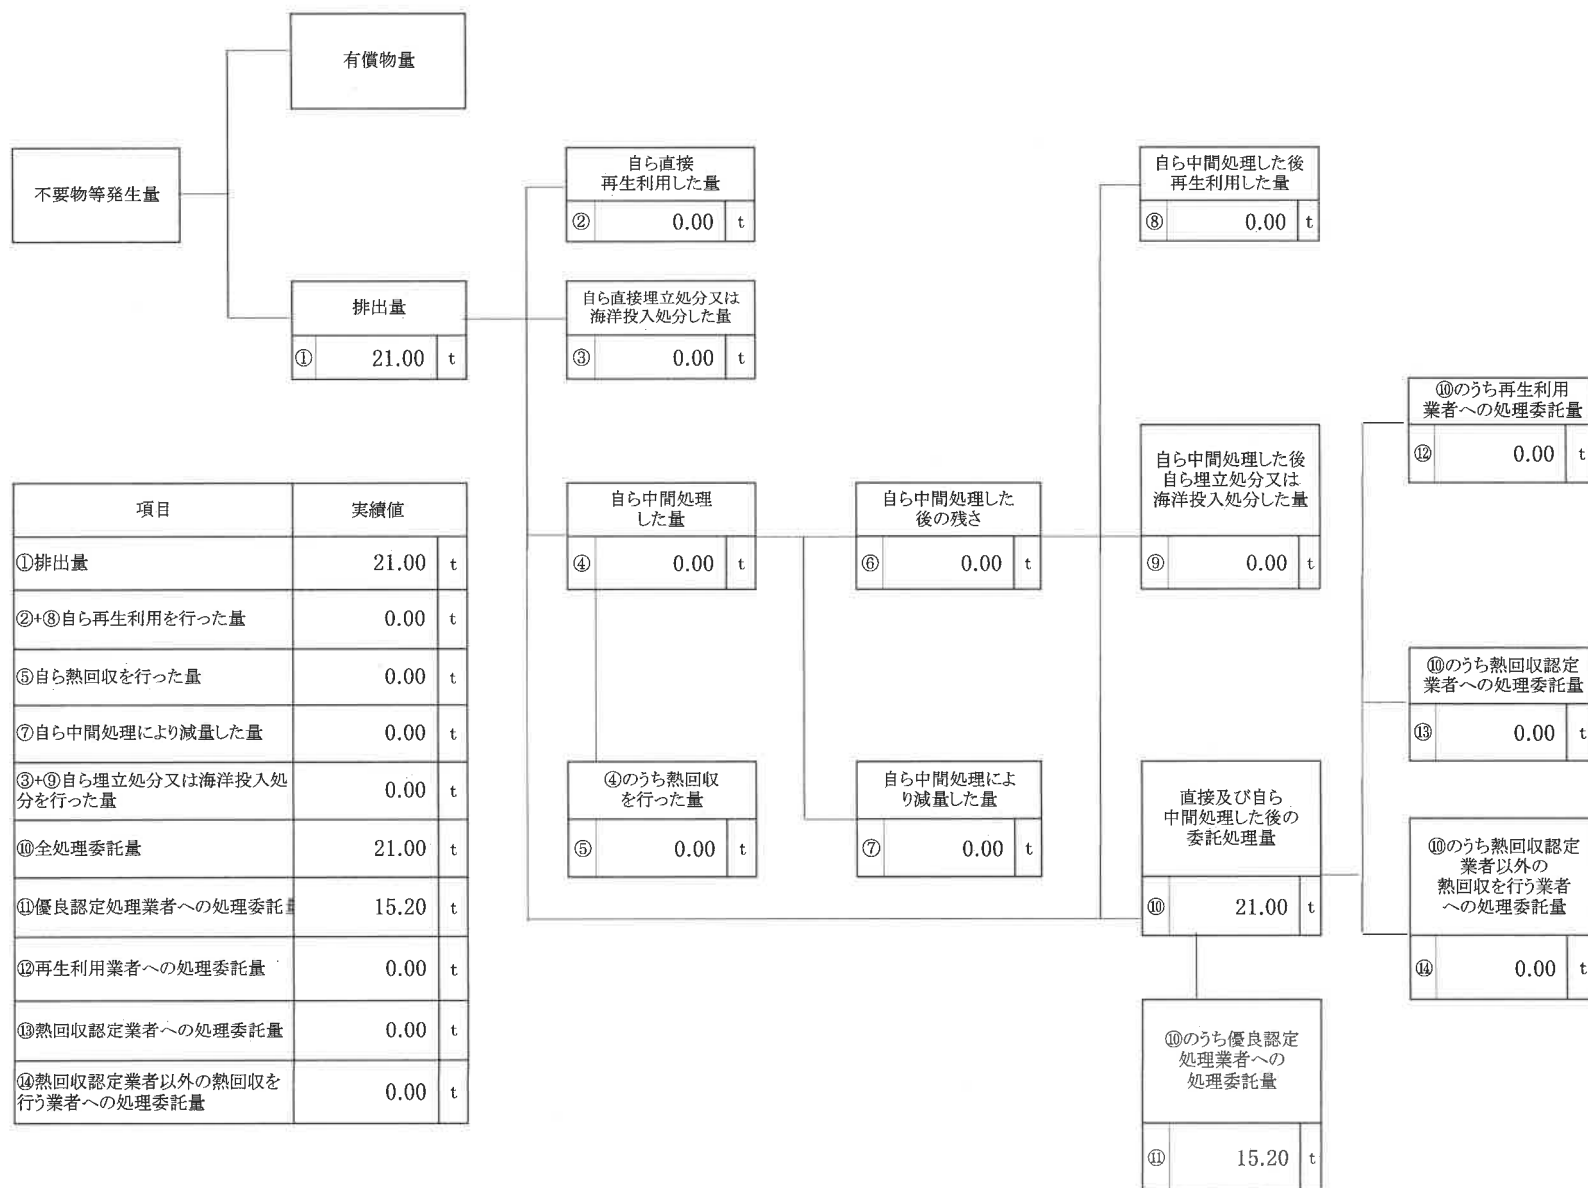 有償物量
不要物等発生量
排出量
① 21.00 t
自ら直接
再生利用した量
② 0.00 t
自ら直接埋立処分又は
海洋投入処分した量
③ 0.00 t
自ら中間処理
した量
④ 0.00 t
④のうち熱回収
を行った量
⑤ 0.00 t
自ら中間処理した
後の残さ
⑥ 0.00 t
自ら中間処理によ
り減量した量
⑦ 0.00 t
自ら中間処理した後
再生利用した量
⑧ 0.00 t
自ら中間処理した後
自ら埋立処分又は
海洋投入処分した量
⑨ 0.00 t
直接及び自ら
中間処理した後の
委託処理量
⑩ 21.00 t
⑩のうち優良認定
処理業者への
処理委託量
⑪ 15.20 t
⑩のうち再生利用
業者への処理委託量
⑫ 0.00 t
⑩のうち熱回収認定
業者への処理委託量
⑬ 0.00 t
⑩のうち熱回収認定
業者以外の
熱回収を行う業者
への処理委託量
⑭ 0.00 t
項目 実績値
①排出量 21.00 t
②+⑧自ら再生利用を行った量 0.00 t
⑤自ら熱回収を行った量 0.00 t
⑦自ら中間処理により減量した量 0.00 t
③+⑨自ら埋立処分又は海洋投入処
分を行った量 0.00 t
⑩全処理委託量 21.00 t
⑪優良認定処理業者への処理委託量 15.20 t
⑫再生利用業者への処理委託量 0.00 t
⑬熱回収認定業者への処理委託量 0.00 t
⑭熱回収認定業者以外の熱回収を
行う業者への処理委託量 0.00 t